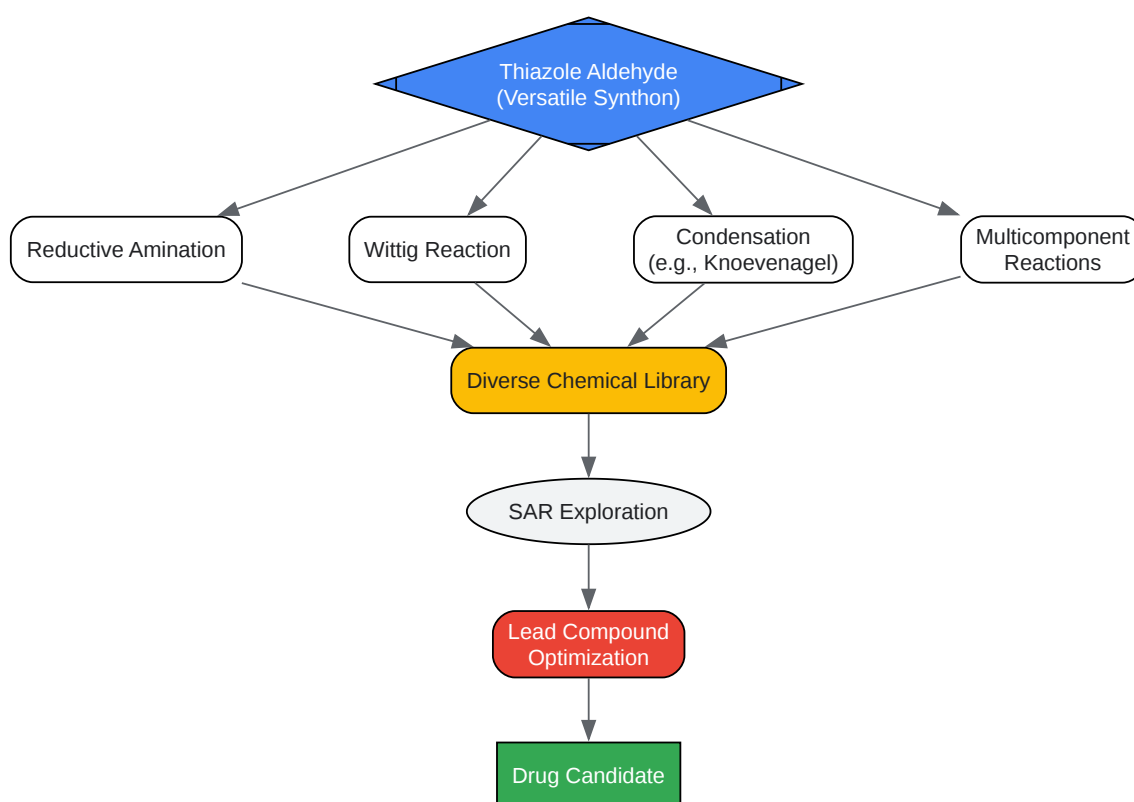 Thiazole Aldehyde
(Versatile Synthon)
Reductive Amination
Wittig Reaction
Condensation
(e.g., Knoevenagel)
Multicomponent
Reactions
Diverse Chemical Library
SAR Exploration
Lead Compound
Optimization
Drug Candidate